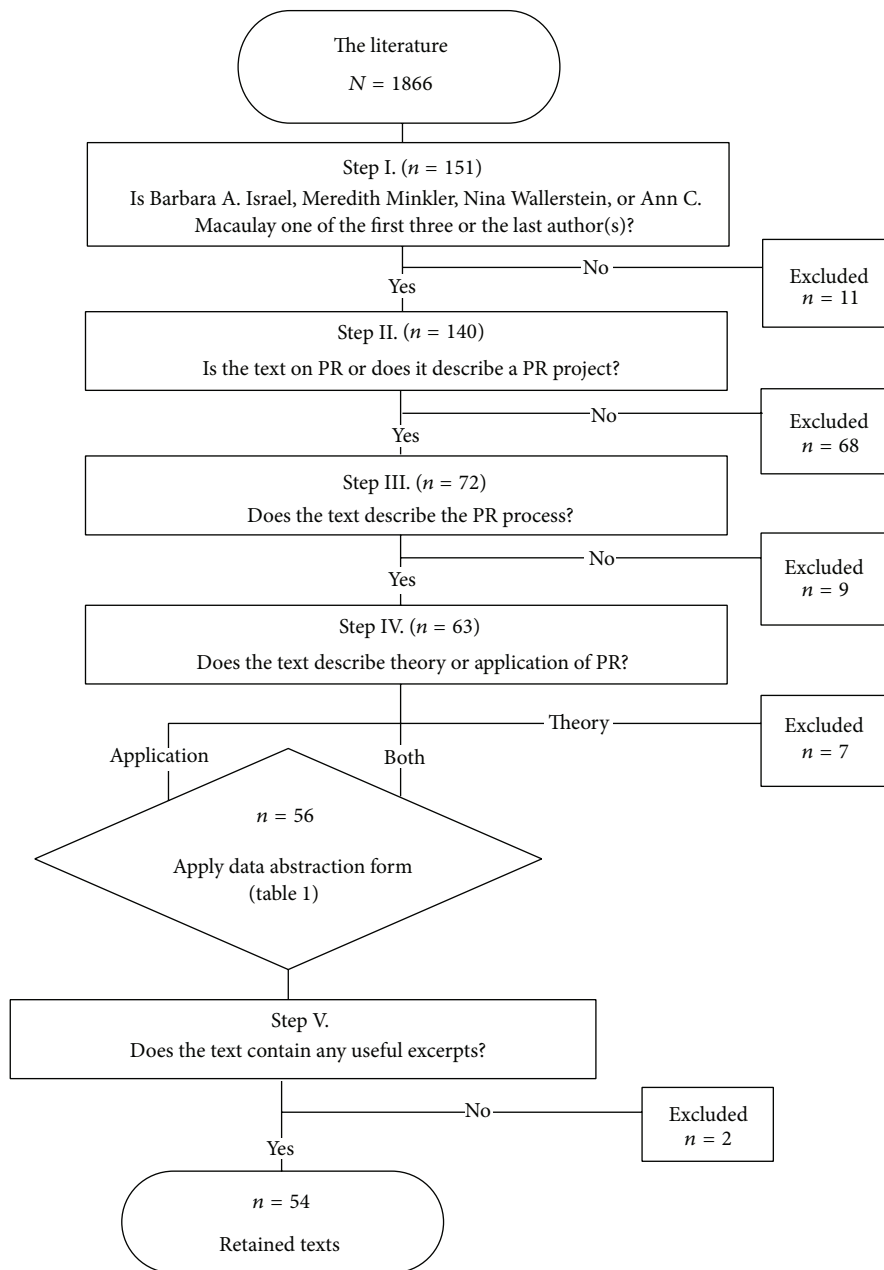 The literature
N = 1866
Step I. (n = 151)
Is Barbara A. Israel, Meredith Minkler, Nina Wallerstein, or Ann C.
Macaulay one of the first three or the last author(s)?
No
Excluded
n = 11
Yes
Step II. (n = 140)
Is the text on PR or does it describe a PR project?
No
Excluded
n = 68
Yes
Step III. (n = 72)
Does the text describe the PR process?
No
Excluded
n = 9
Yes
Step IV. (n = 63)
Does the text describe theory or application of PR?
Theory
Excluded
n = 7
Application
Both
n = 56
Apply data abstraction form
(table 1)
Step V.
Does the text contain any useful excerpts?
No
Excluded
n = 2
Yes
n = 54
Retained texts